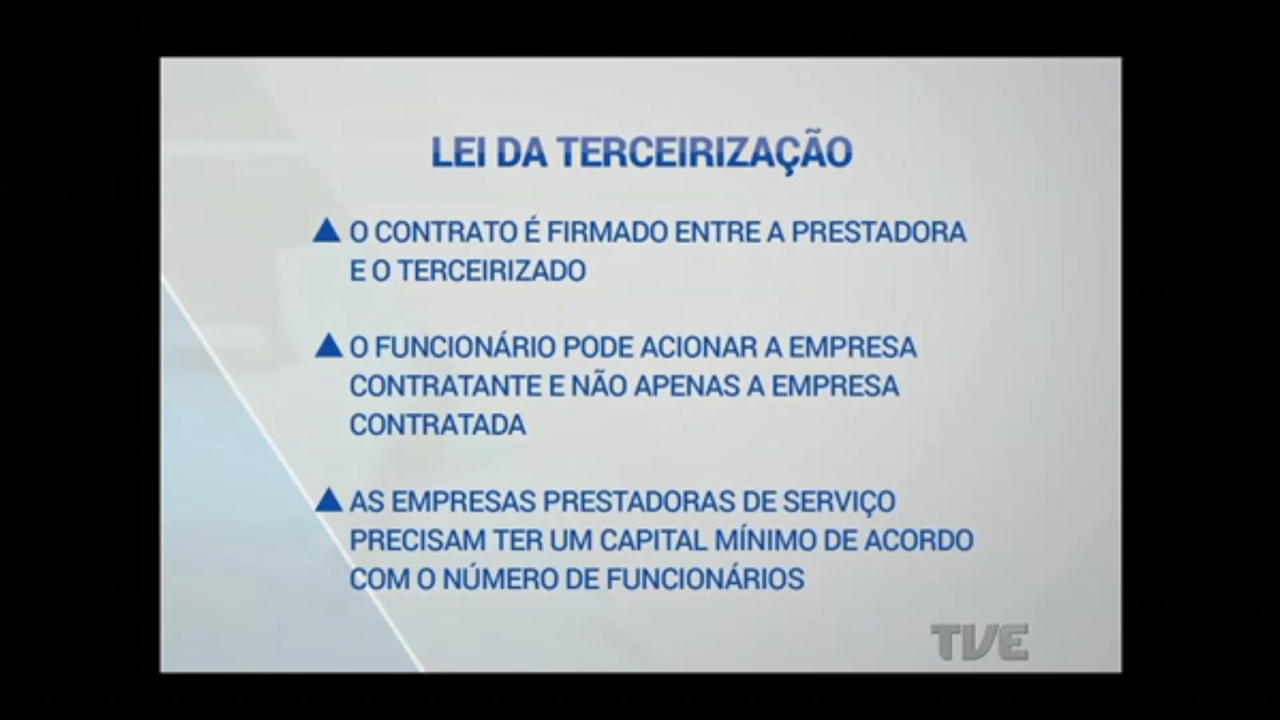 LEI DA TERCEIRIZAÇÃO
▲ O CONTRATO É FIRMADO ENTRE A PRESTADORA
E O TERCEIRIZADO
▲ O FUNCIONÁRIO PODE ACIONAR A EMPRESA
CONTRATANTE E NÃO APENAS A EMPRESA
CONTRATADA
▲ AS EMPRESAS PRESTADORAS DE SERVIÇO
PRECISAM TER UM CAPITAL MÍNIMO DE ACORDO
COM O NÚMERO DE FUNCIONÁRIOS
TVE